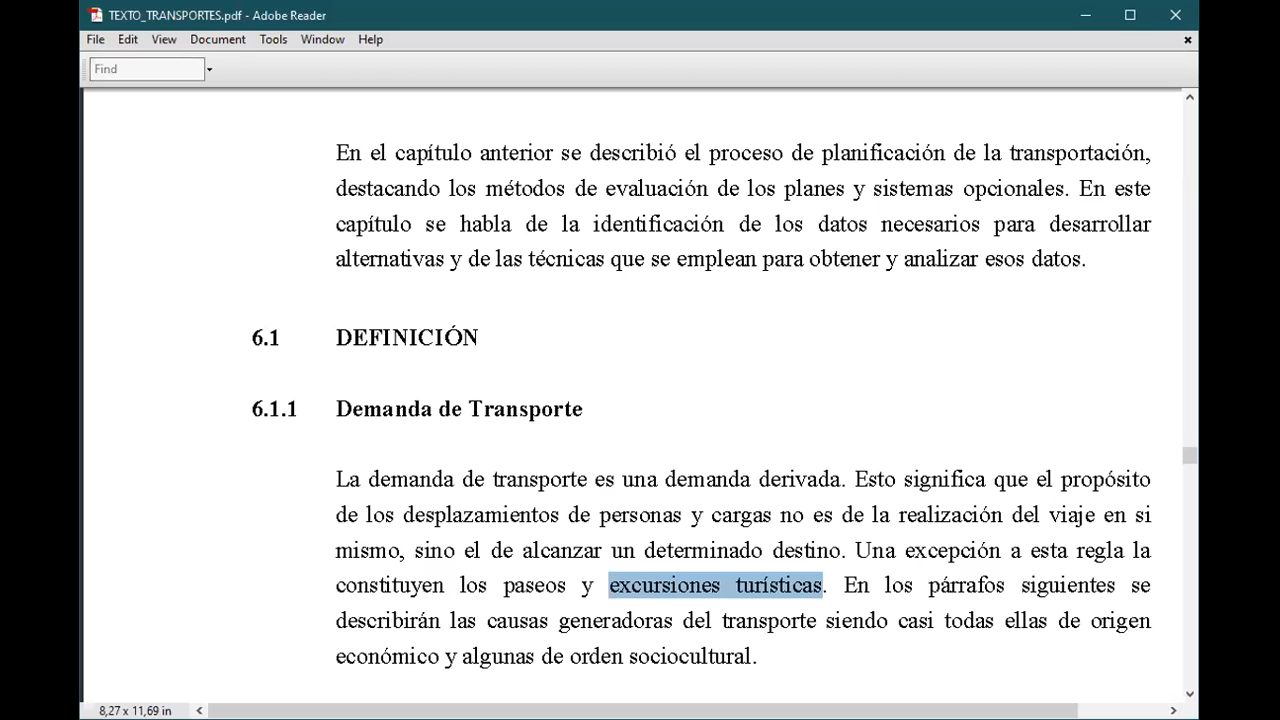 TEXTO_TRANSPORTES.pdf - Adobe Reader
File Edit View Document Tools Window Help
Find
En el capítulo anterior se describió el proceso de planificación de la transportación,
destacando los métodos de evaluación de los planes y sistemas opcionales. En este
capítulo se habla de la identificación de los datos necesarios para desarrollar
alternativas y de las técnicas que se emplean para obtener y analizar esos datos.
6.1 DEFINICIÓN
6.1.1 Demanda de Transporte
La demanda de transporte es una demanda derivada. Esto significa que el propósito
de los desplazamientos de personas y cargas no es de la realización del viaje en si
mismo, sino el de alcanzar un determinado destino. Una excepción a esta regla la
constituyen los paseos y excursiones turísticas. En los párrafos siguientes se
describirán las causas generadoras del transporte siendo casi todas ellas de origen
económico y algunas de orden sociocultural.
8,27 x 11,69 in